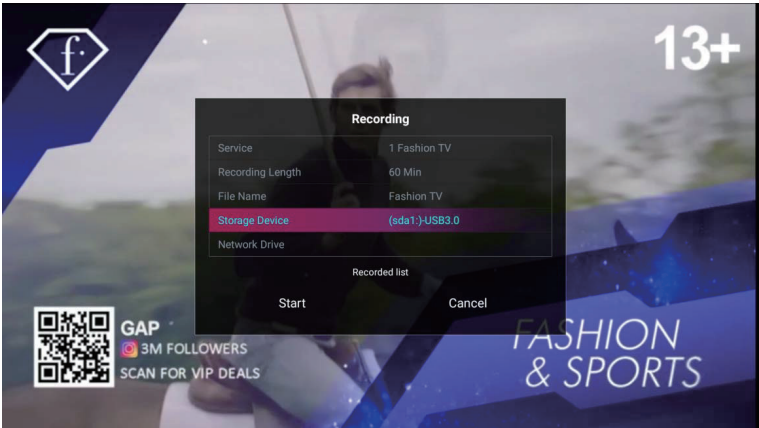 f.
13+
Recording
Service 1 Fashion TV
Recording Length 60 Min
File Name Fashion TV
Storage Device (sda1:)-USB3.0
Network Drive
Recorded list
Start Cancel
GAP
3M FOLLOWERS
SCAN FOR VIP DEALS
FASHION
& SPORTS